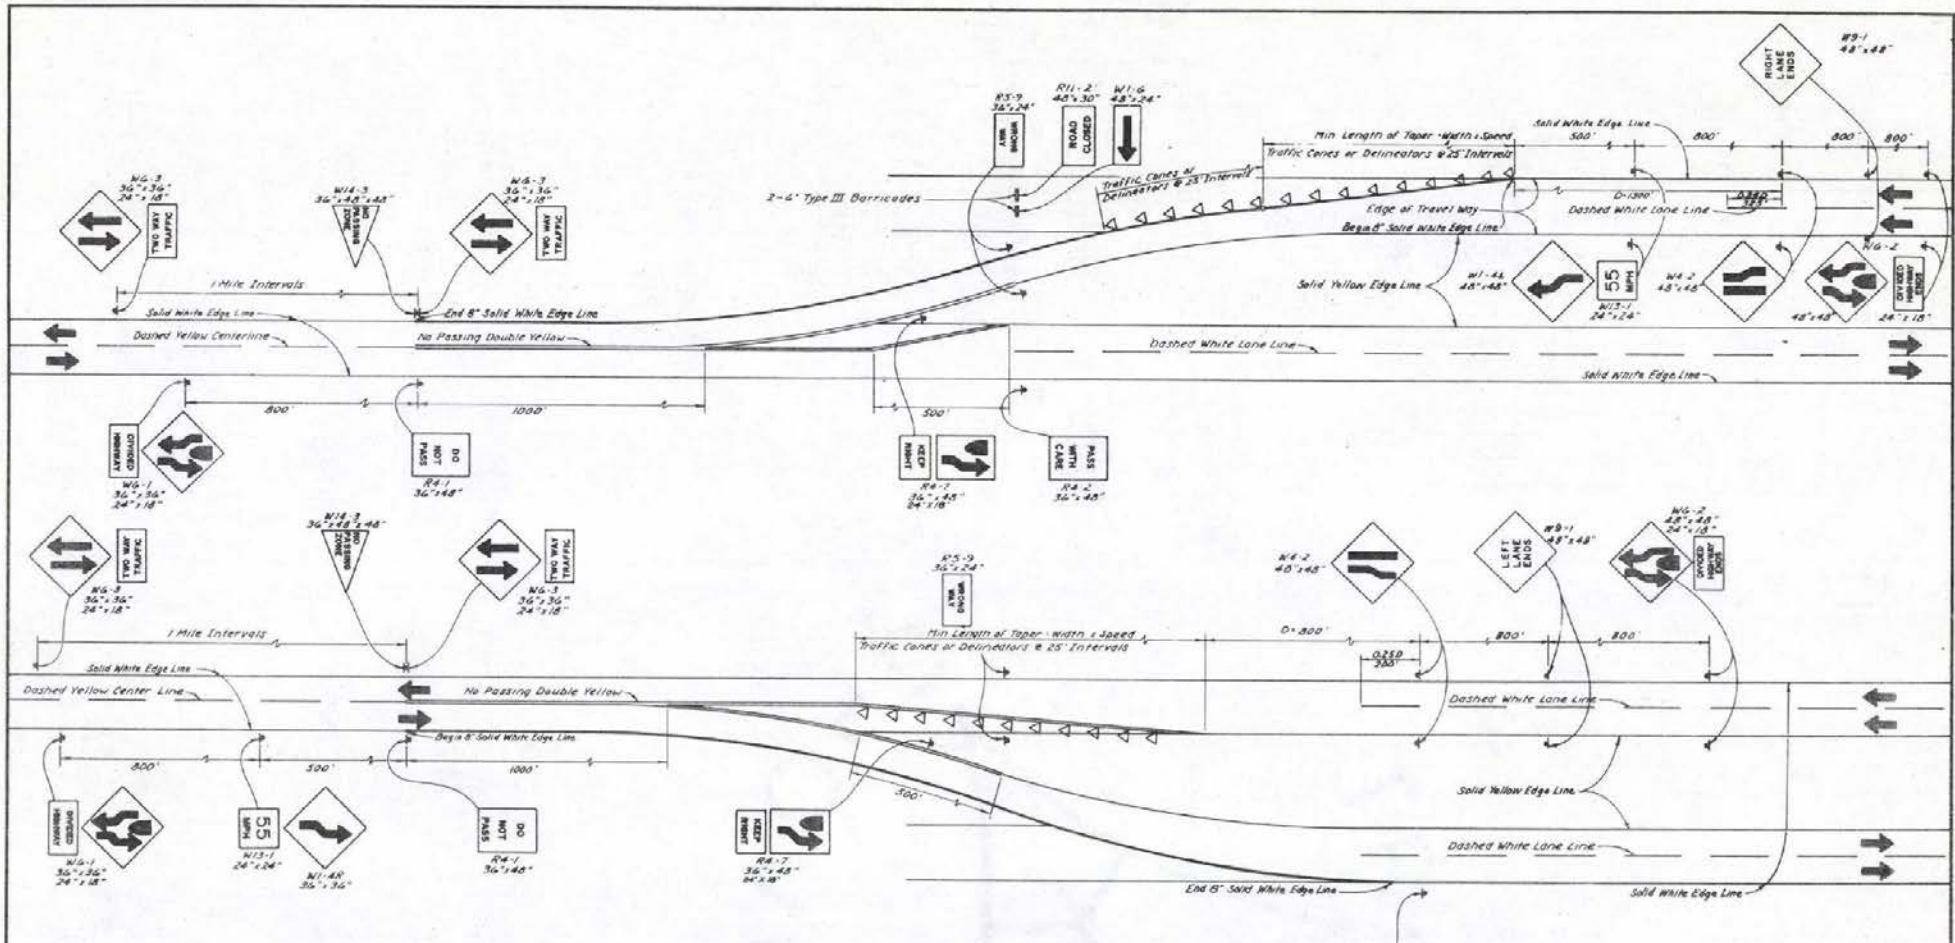 W9-1
48"x48"
RIGHT
LANE
ENDS
R5-9
36"x24"
WRONG
WAY
R11-2
48"x30"
ROAD
CLOSED
W1-6
48"x24"
Min. Length of Taper - Width x Speed
Solid White Edge Line
500'
800'
800'
800'
Traffic Cones or Delineators @ 25' Intervals
Traffic Cones or
Delineators @ 25' Intervals
W6-3
36"x36"
24"x18"
TWO WAY
TRAFFIC
W14-3
36"x48"x48"
NO
PASSING
ZONE
W6-3
36"x36"
24"x18"
TWO WAY
TRAFFIC
2-6' Type III Barricades
D=1300'
0.25D
Edge of Travel Way
Dashed White Lane Line
Begin 8" Solid White Edge Line
1 Mile Intervals
Solid Yellow Edge Line
W1-4L
48"x48"
55
MPH
W13-1
24"x24"
W4-2
48"x48"
W6-2
48"x48"
DIVIDED
HIGHWAY
ENDS
24"x18"
Solid White Edge Line
End 8" Solid White Edge Line
Dashed Yellow Centerline
No Passing Double Yellow
Dashed White Lane Line
Solid White Edge Line
800'
1000'
500'
DIVIDED
HIGHWAY
W6-1
36"x36"
24"x18"
DO
NOT
PASS
R4-1
36"x48"
KEEP
RIGHT
R4-7
36"x48"
24"x18"
PASS
WITH
CARE
R4-2
36"x48"
TWO WAY
TRAFFIC
W6-3
36"x36"
24"x18"
W14-3
36"x48"x48"
NO
PASSING
ZONE
TWO WAY
TRAFFIC
W6-3
36"x36"
24"x18"
R5-9
36"x24"
WRONG
WAY
W4-2
48"x48"
W9-1
48"x48"
LEFT
LANE
ENDS
W6-2
48"x48"
24"x18"
DIVIDED
HIGHWAY
ENDS
1 Mile Intervals
Min Length of Taper - Width x Speed
Traffic Cones or Delineators @ 25' Intervals
D=800'
800'
800'
0.25D
200'
Solid White Edge Line
Dashed Yellow Center Line
No Passing Double Yellow
Dashed White Lane Line
Begin 8" Solid White Edge Line
800'
500'
1000'
500'
Solid Yellow Edge Line
DIVIDED
HIGHWAY
W6-1
36"x36"
24"x18"
55
MPH
W13-1
24"x24"
W1-4R
36"x36"
DO
NOT
PASS
R4-1
36"x48"
KEEP
RIGHT
R4-7
36"x48"
24"x18"
Dashed White Lane Line
End 8" Solid White Edge Line
Solid White Edge Line